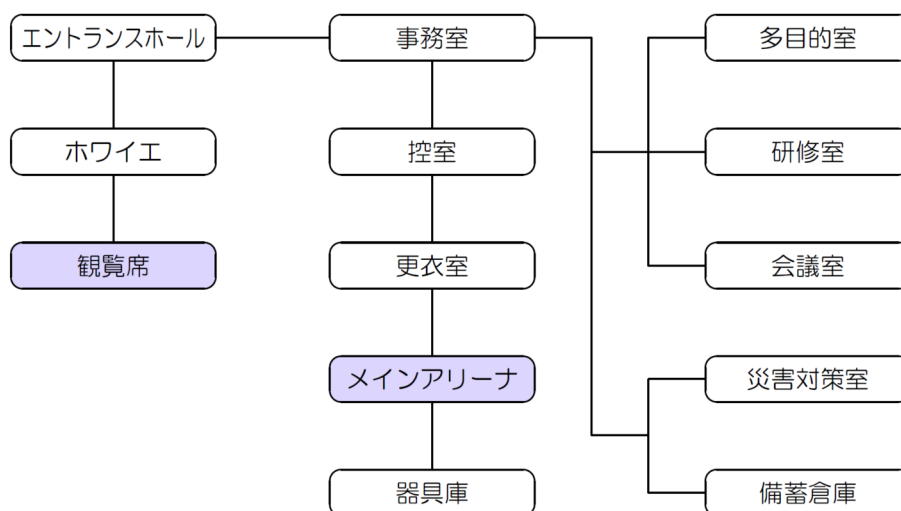 エントランスホール
事務室
多目的室
ホワイエ
控室
研修室
観覧席
更衣室
会議室
メインアリーナ
災害対策室
器具庫
備蓄倉庫